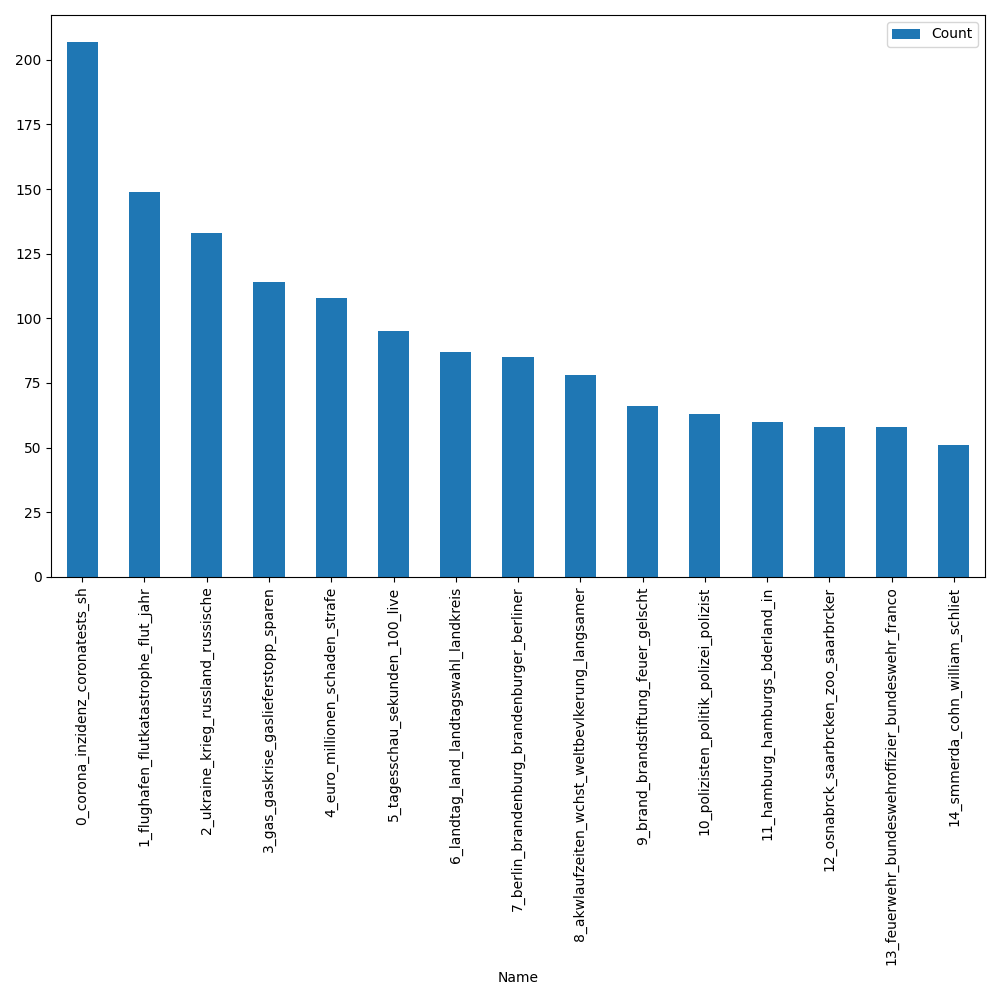 Count
200
175
150
125
100
75
50
25
0
0_corona_inzidenz_coronatests_sh
1_flughafen_flutkatastrophe_flut_jahr
2_ukraine_krieg_russland_russische
3_gas_gaskrise_gaslieferstopp_sparen
4_euro_millionen_schaden_strafe
5_tagesschau_sekunden_100_live
6_landtag_land_landtagswahl_landkreis
7_berlin_brandenburg_brandenburger_berliner
8_akwlaufzeiten_wchst_weltbevlkerung_langsamer
9_brand_brandstiftung_feuer_gelscht
10_polizisten_politik_polizei_polizist
11_hamburg_hamburgs_bderland_in
12_osnabrck_saarbrcken_zoo_saarbrcker
13_feuerwehr_bundeswehroffizier_bundeswehr_franco
14_smmerda_cohn_william_schliet
Name